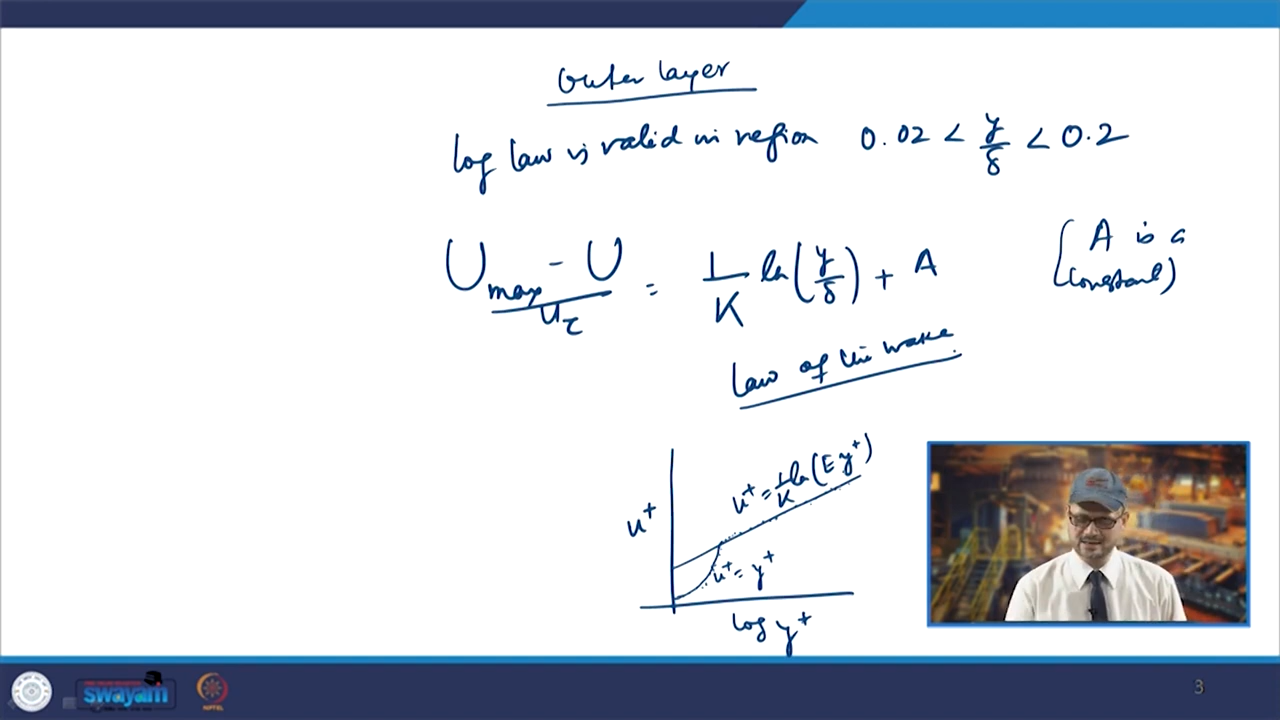 Outer layer
log law is valid in region 0.02 < y/δ < 0.2
(U_max - U)/u_τ = 1/K ln(y/δ) + A (A is a constant)
law of the wake
u⁺ = 1/K ln(E y⁺)
u⁺
u⁺ = y⁺
log y⁺
swayam
3